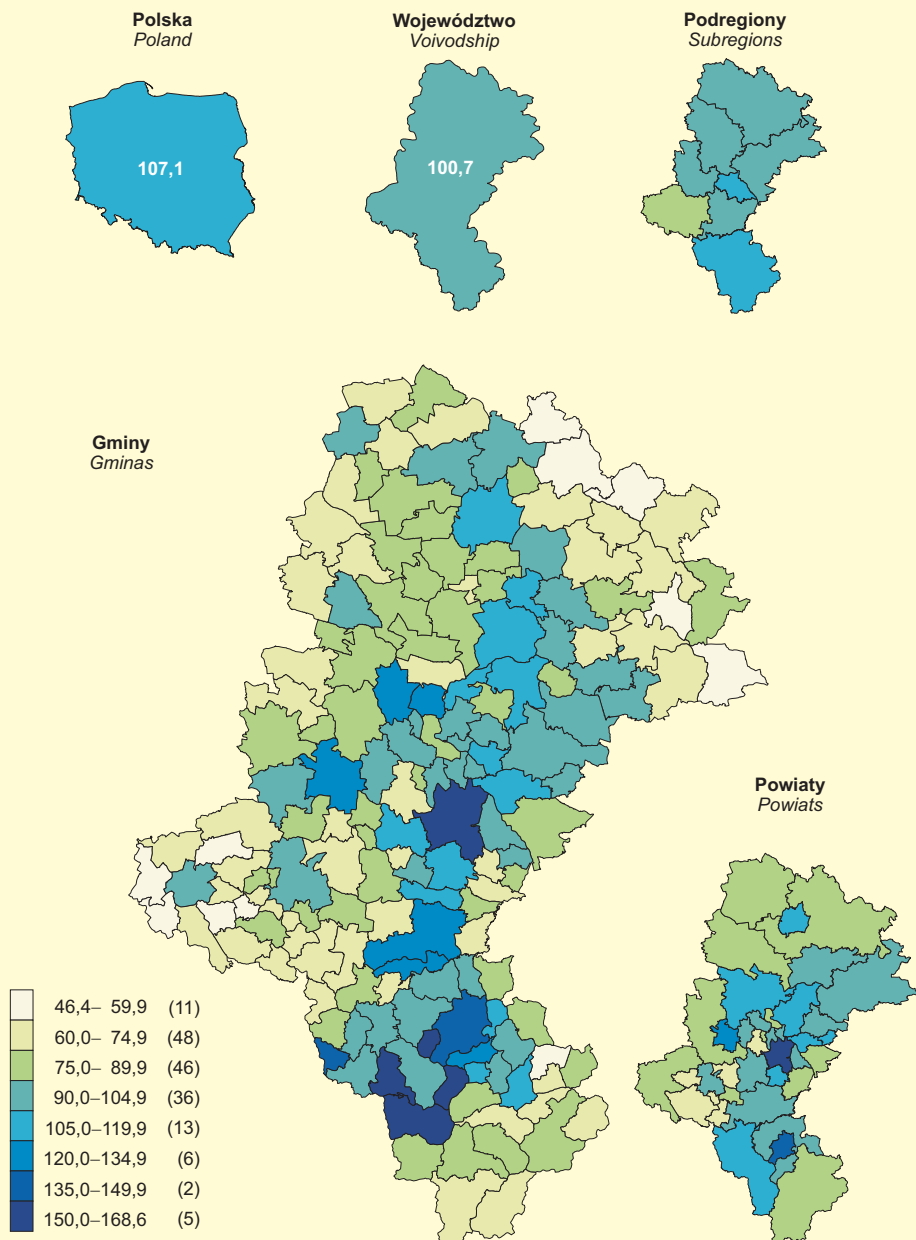 Polska
Poland
Województwo
Voivodship
Podregiony
Subregions
107,1
100,7
Gminy
Gminas
Powiaty
Powiats
46,4– 59,9 (11)
60,0– 74,9 (48)
75,0– 89,9 (46)
90,0–104,9 (36)
105,0–119,9 (13)
120,0–134,9 (6)
135,0–149,9 (2)
150,0–168,6 (5)